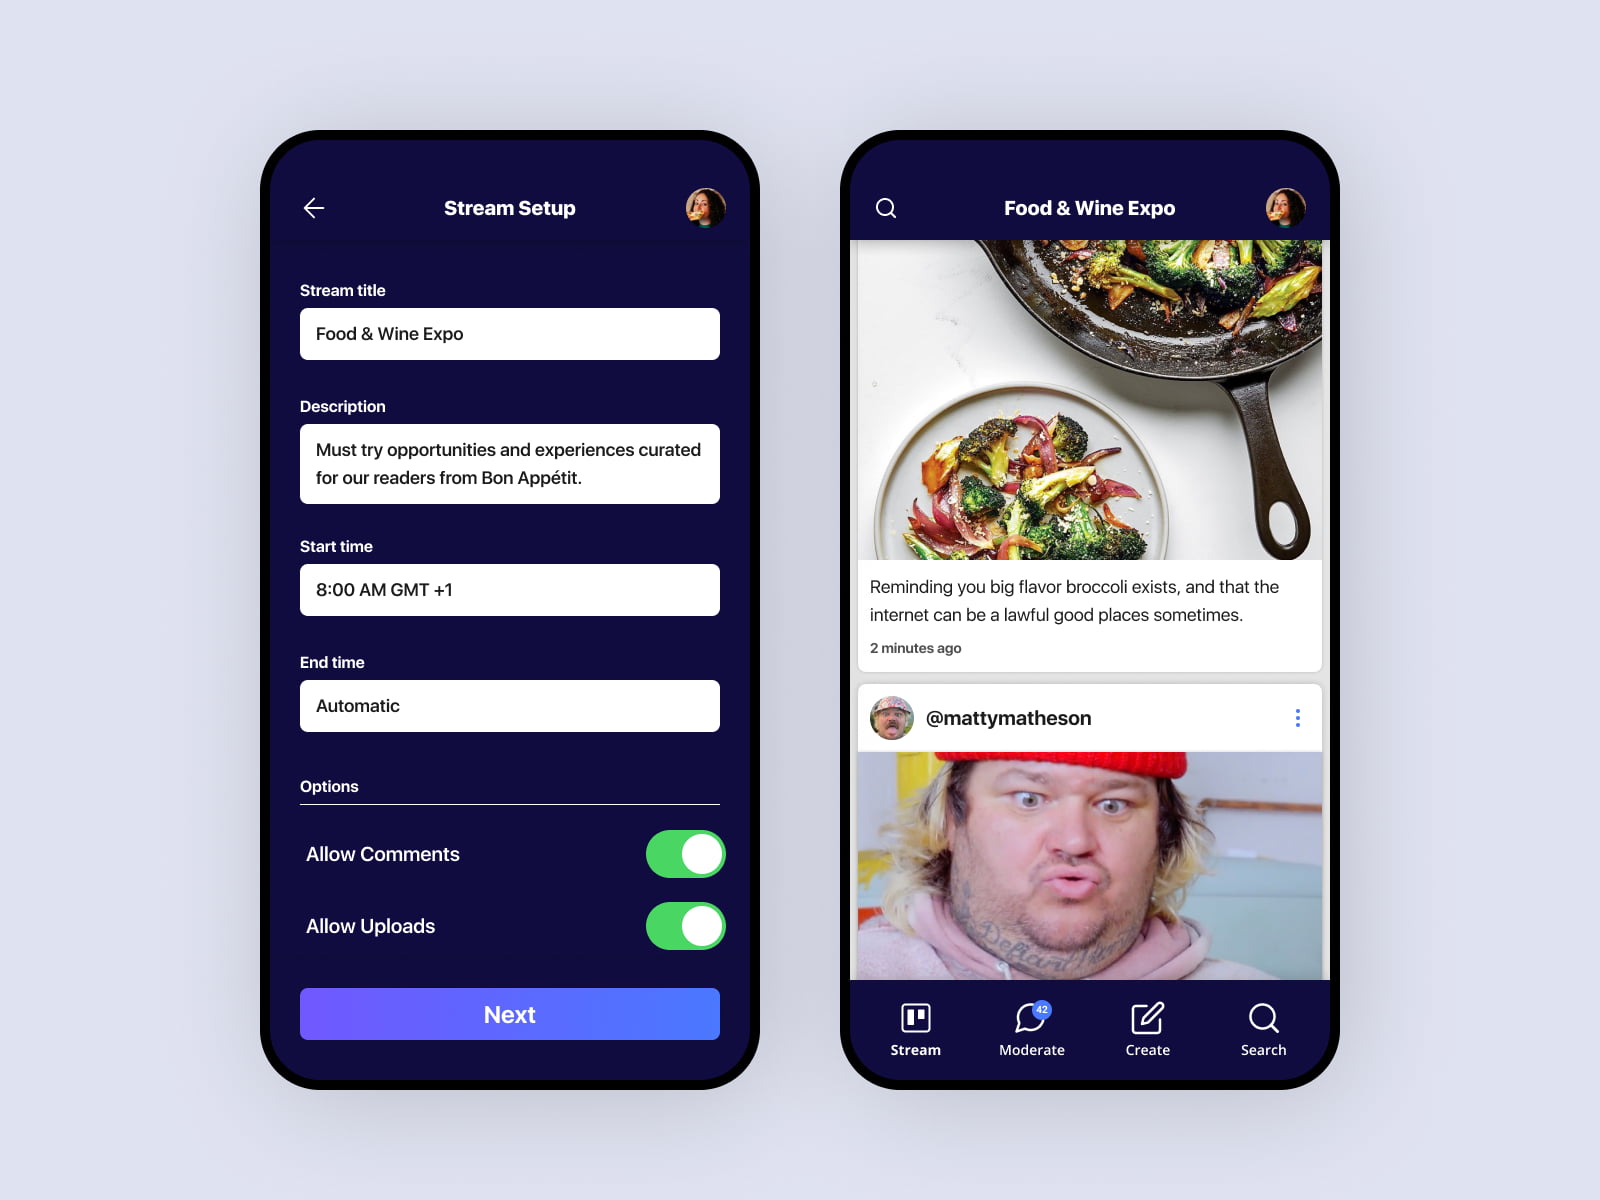 Stream Setup
Stream title
Food & Wine Expo
Description
Must try opportunities and experiences curated
for our readers from Bon Appétit.
Start time
8:00 AM GMT +1
End time
Automatic
Options
Allow Comments
Allow Uploads
Next
Food & Wine Expo
Reminding you big flavor broccoli exists, and that the
internet can be a lawful good places sometimes.
2 minutes ago
@mattymatheson
Defiant
42
Stream
Moderate
Create
Search